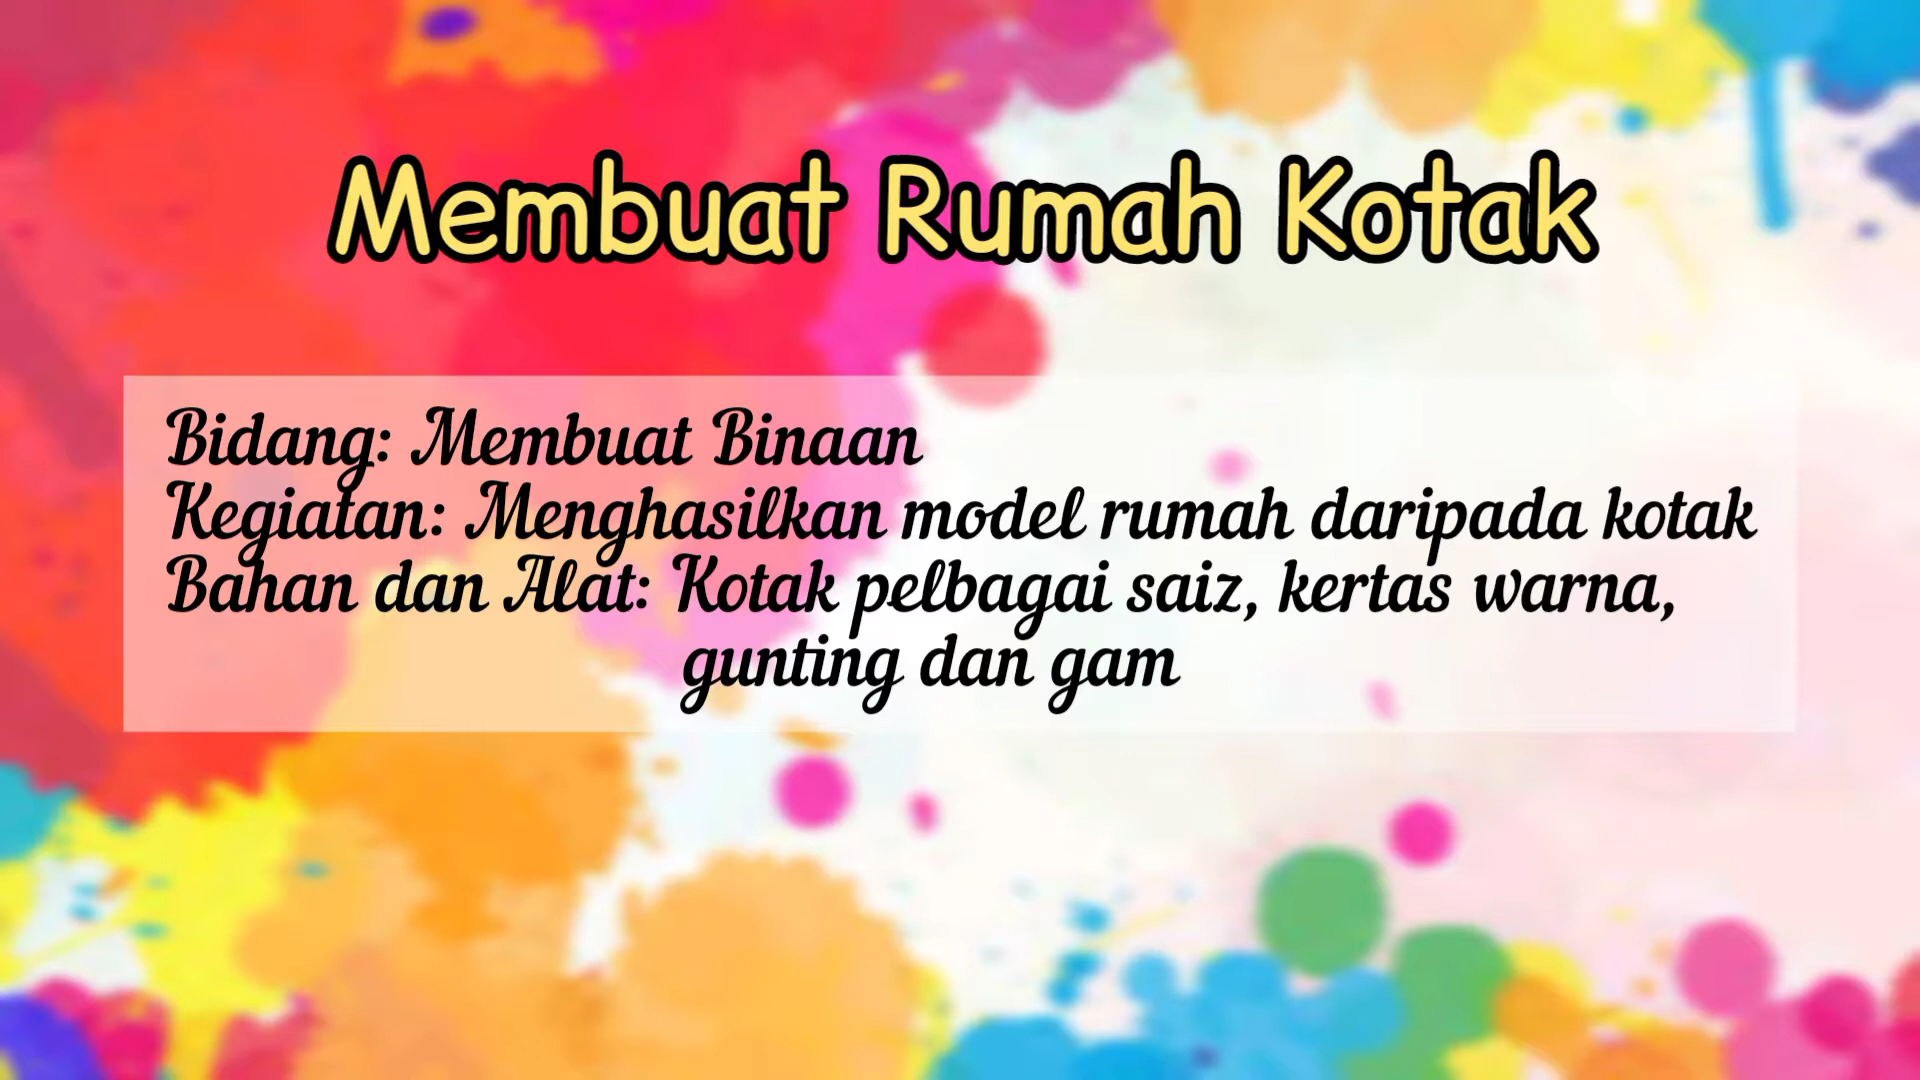 Membuat Rumah Kotak
Bidang: Membuat Binaan
Kegiatan: Menghasilkan model rumah daripada kotak
Bahan dan Alat: Kotak pelbagai saiz, kertas warna,
gunting dan gam